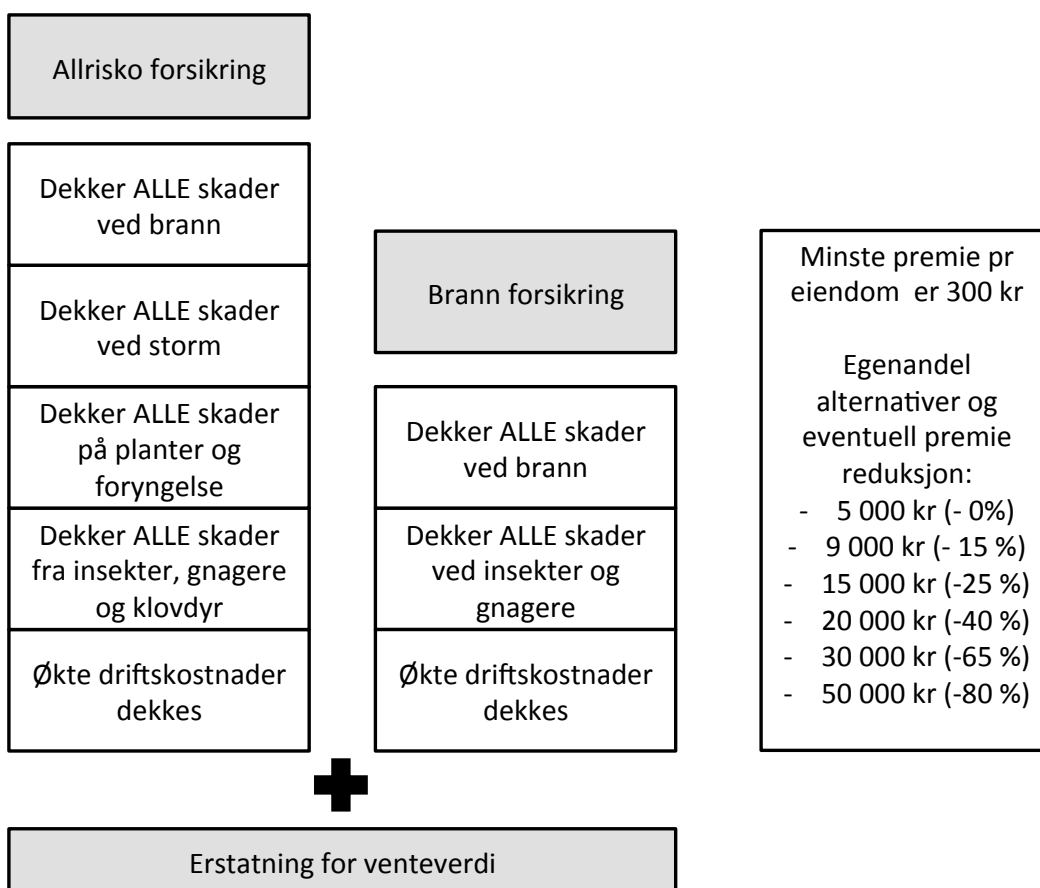 Allrisko forsikring
Dekker ALLE skader
ved brann
Dekker ALLE skader
ved storm
Dekker ALLE skader
på planter og
foryngelse
Dekker ALLE skader
fra insekter, gnagere
og klovdyr
Økte driftskostnader
dekkes
Brann forsikring
Dekker ALLE skader
ved brann
Dekker ALLE skader
ved insekter og
gnagere
Økte driftskostnader
dekkes
Minste premie pr
eiendom er 300 kr
Egenandel
alternativer og
eventuell premie
reduksjon:
- 5 000 kr (- 0%)
- 9 000 kr (- 15 %)
- 15 000 kr (-25 %)
- 20 000 kr (-40 %)
- 30 000 kr (-65 %)
- 50 000 kr (-80 %)
Erstatning for venteverdi